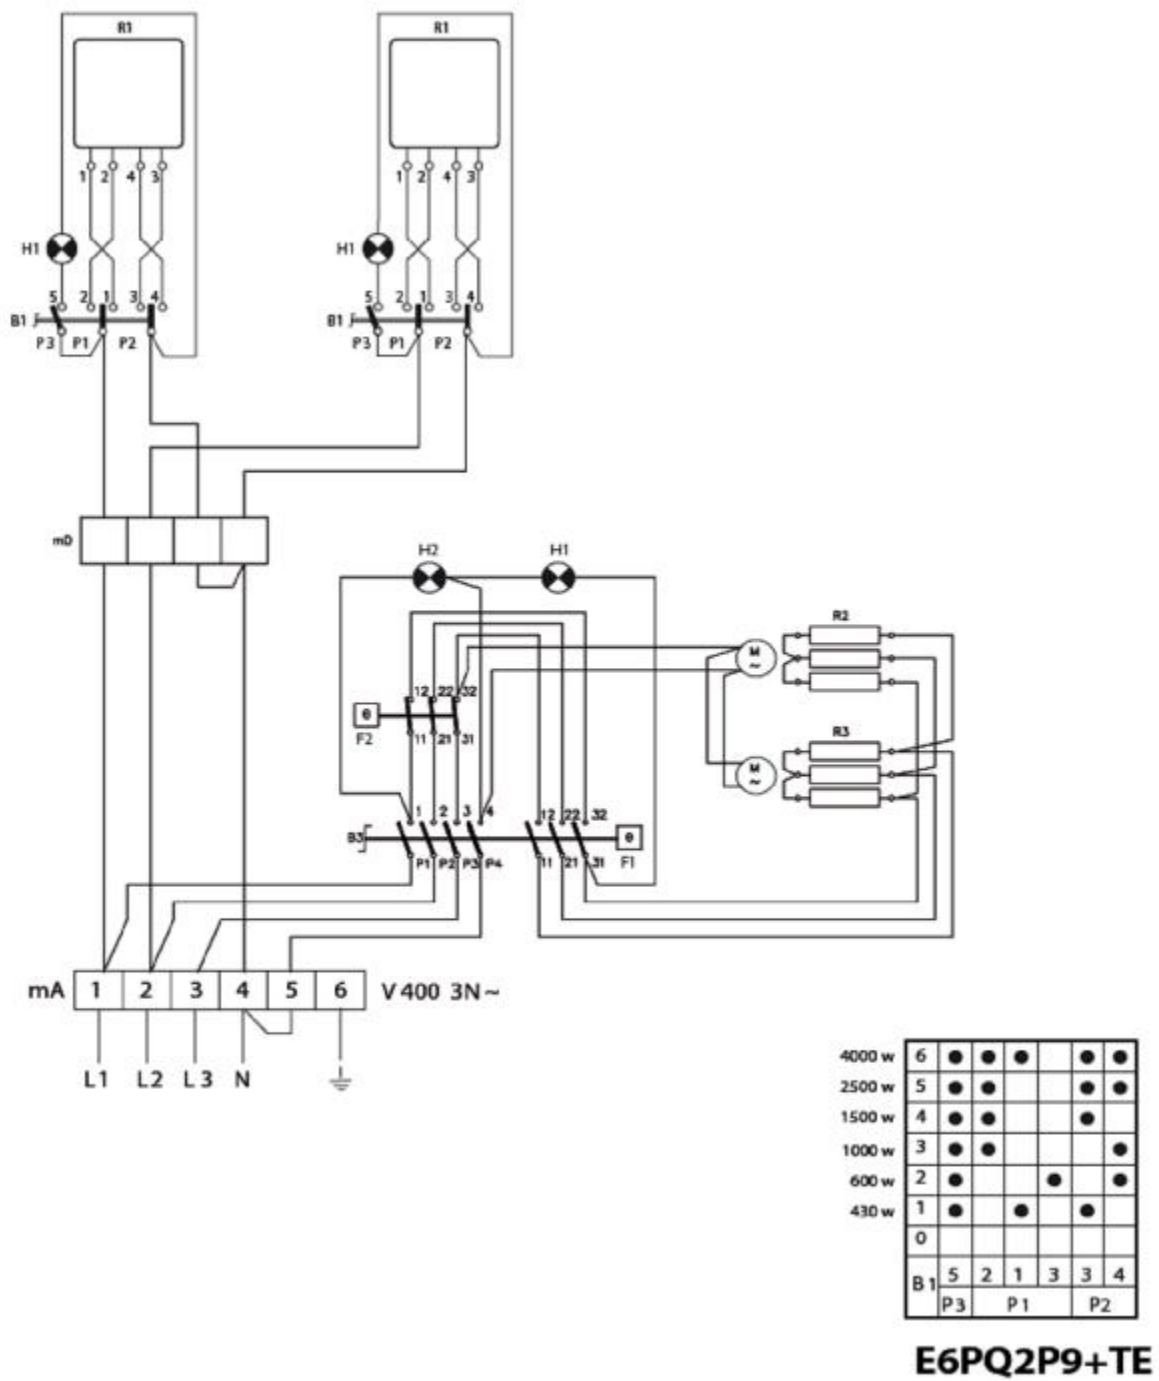 R1 R1
1 2 4 3 1 2 4 3
H1 H1
5 2 1 3 4 5 2 1 3 4
B1 B1
P3 P1 P2 P3 P1 P2
mD
H2 H1
R2
M ~
12 22 32
θ
F2
11 21 31
R3
M ~
1 2 3 4 12 22 32
B3 θ
P1 P2 P3 P4 11 21 31 F1
mA 1 2 3 4 5 6 V 400 3N~
L1 L2 L3 N
4000 w 6
2500 w 5
1500 w 4
1000 w 3
600 w 2
430 w 1
0
B1 5 2 1 3 3 4
P3 P1 P2
E6PQ2P9+TE